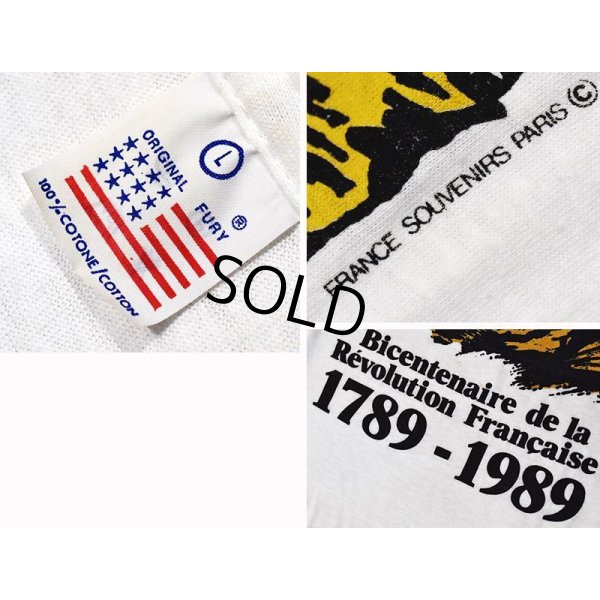 ORIGINAL FURY®
L
100% COTONE/COTTON
FRANCE SOUVENIRS PARIS ©
SOLD
Bicentenaire de la
Révolution Française
1789 - 1989